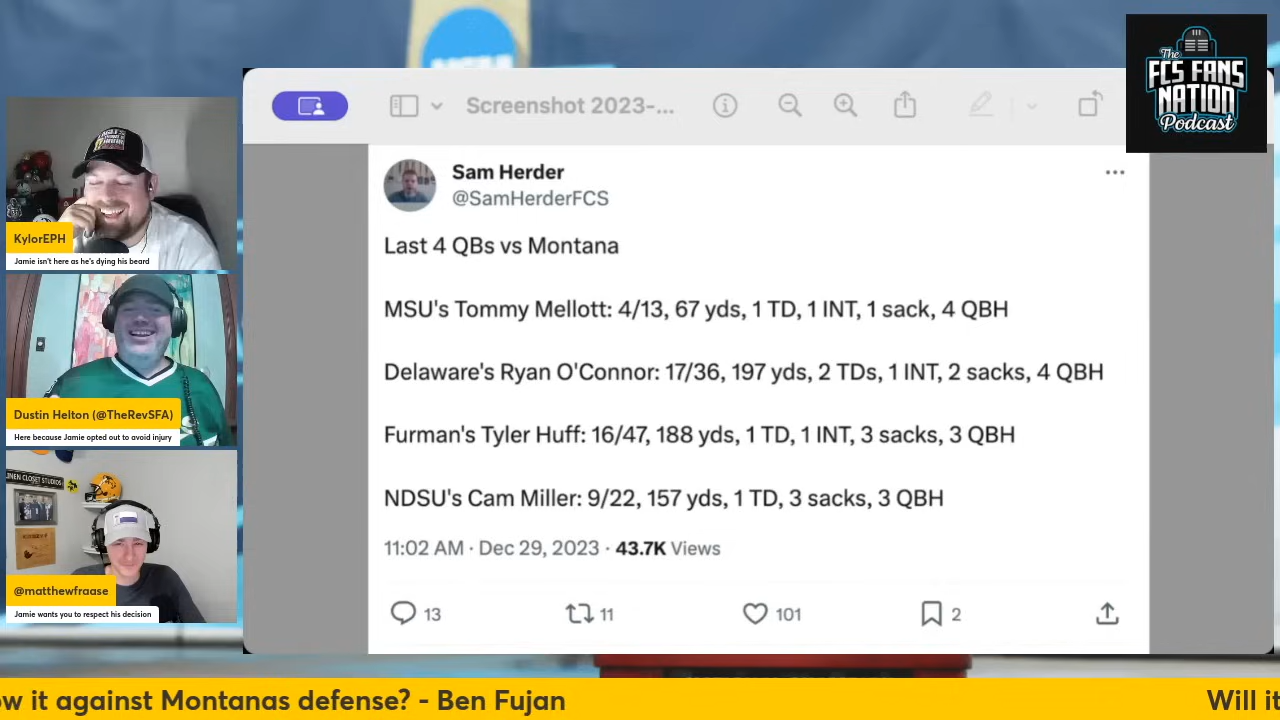 The
FCS FANS
NATION
Podcast
Screenshot 2023-...
Sam Herder
@SamHerderFCS
Last 4 QBs vs Montana
MSU's Tommy Mellott: 4/13, 67 yds, 1 TD, 1 INT, 1 sack, 4 QBH
Delaware's Ryan O'Connor: 17/36, 197 yds, 2 TDs, 1 INT, 2 sacks, 4 QBH
Furman's Tyler Huff: 16/47, 188 yds, 1 TD, 1 INT, 3 sacks, 3 QBH
NDSU's Cam Miller: 9/22, 157 yds, 1 TD, 3 sacks, 3 QBH
11:02 AM · Dec 29, 2023 · 43.7K Views
13 11 101 2
KylorEPH
Jamie isn't here as he's dying his beard
Dustin Helton (@TheRevSFA)
Here because Jamie opted out to avoid injury
LINEN CLOSET STUDIOS
@matthewfraase
Jamie wants you to respect his decision
ow it against Montanas defense? - Ben Fujan
Will it